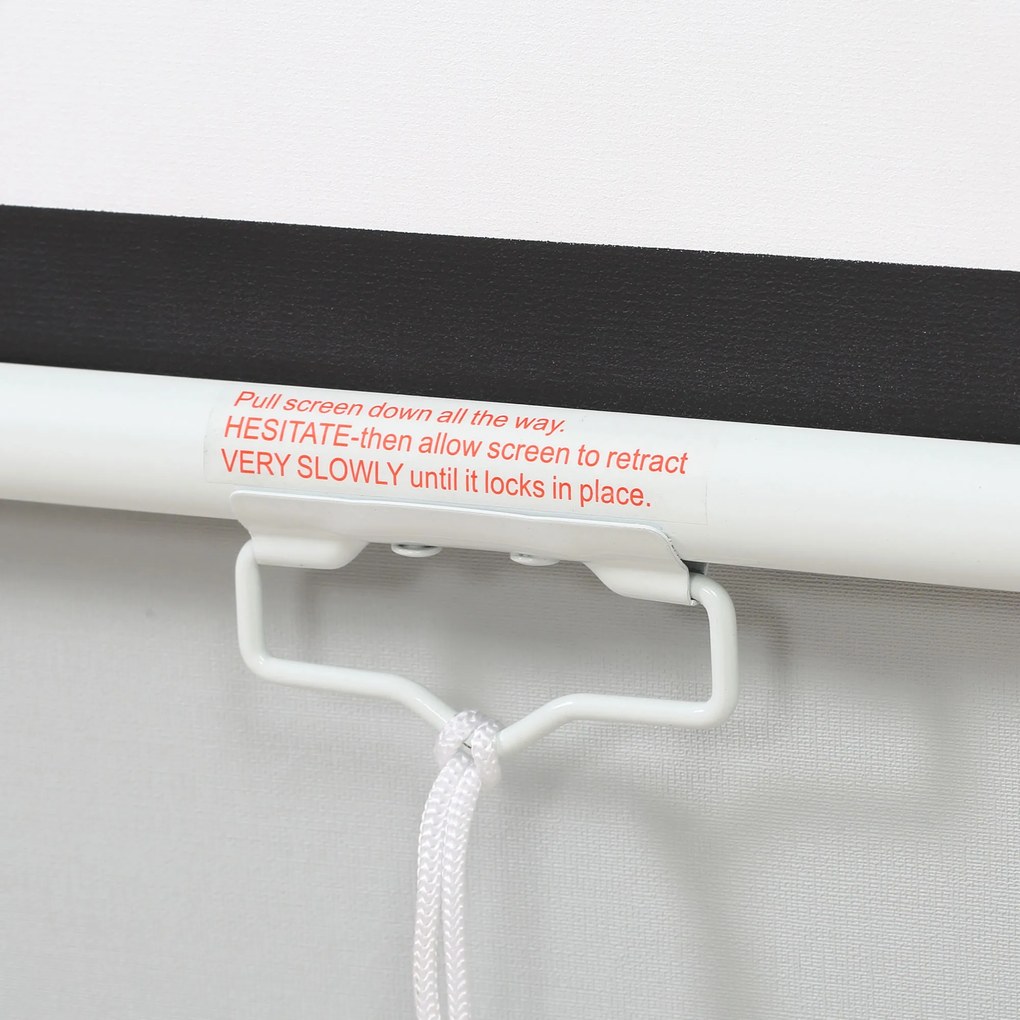 Pull screen down all the way.
HESITATE-then allow screen to retract
VERY SLOWLY until it locks in place.